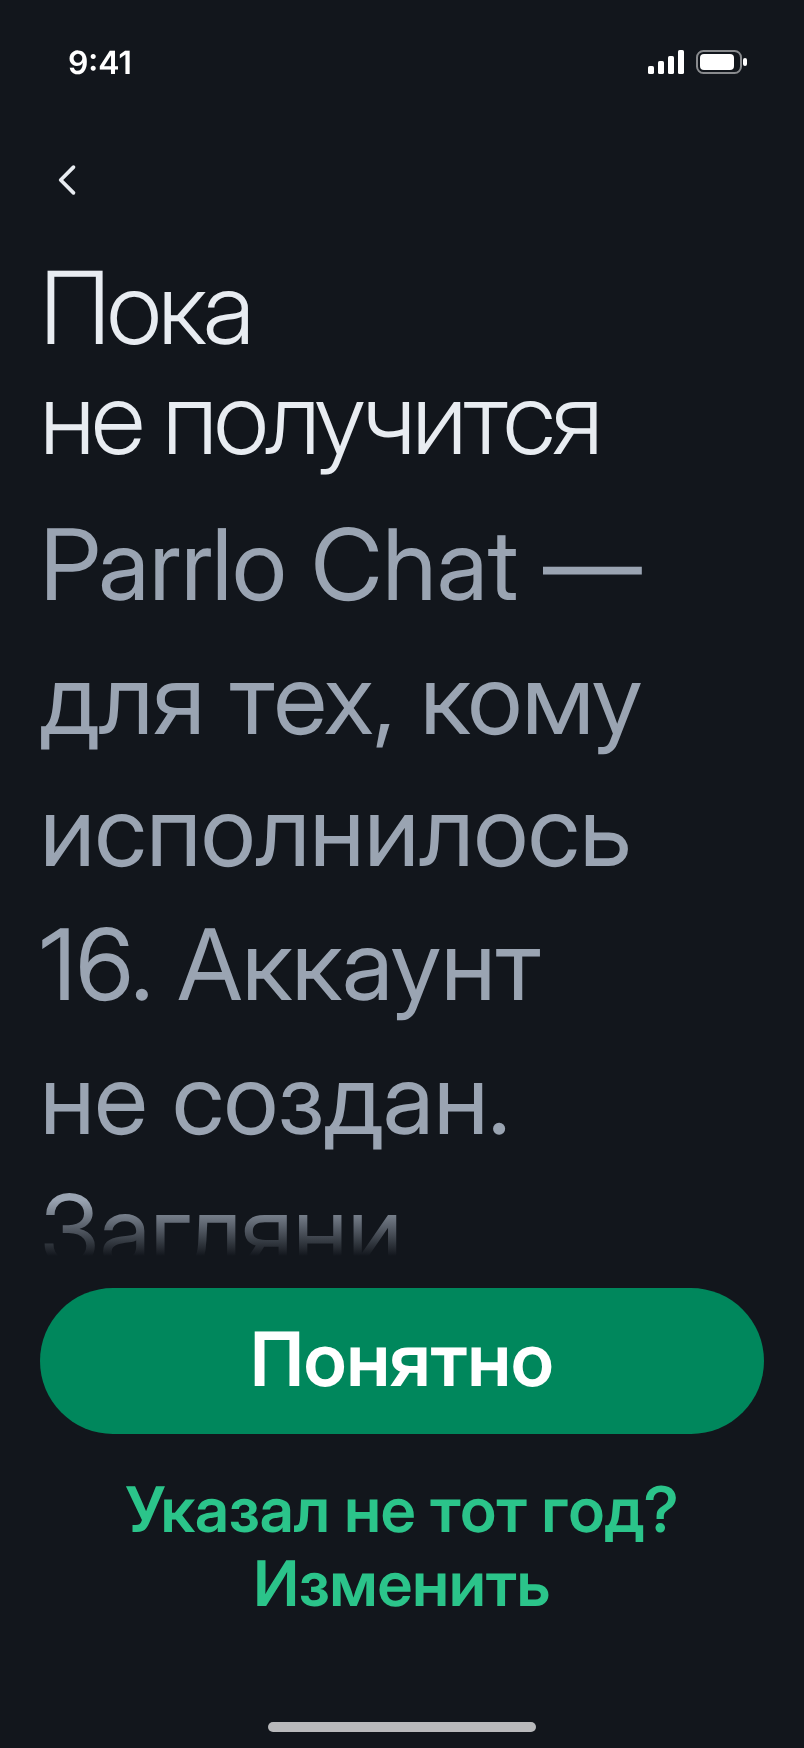 9:41
Пока
не получится
Parrlo Chat —
для тех, кому
исполнилось
16. Аккаунт
не создан.
Загляни
Понятно
Указал не тот год?
Изменить